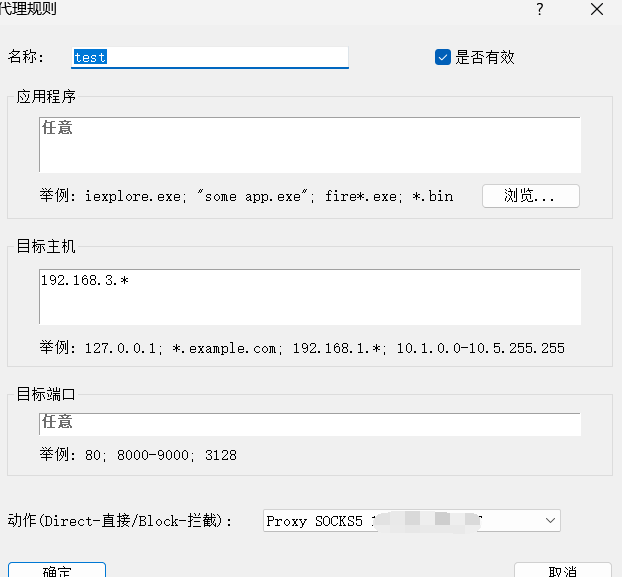 代理规则 ?
名称: test 是否有效
应用程序
任意
举例: iexplore.exe; "some app.exe"; fire*.exe; *.bin 浏览...
目标主机
192.168.3.*
举例: 127.0.0.1; *.example.com; 192.168.1.*; 10.1.0.0-10.5.255.255
目标端口
任意
举例: 80; 8000-9000; 3128
动作(Direct-直接/Block-拦截): Proxy SOCKS5
确定 取消